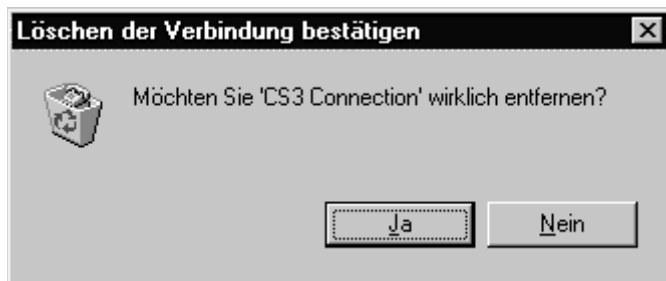 Löschen der Verbindung bestätigen
Möchten Sie 'CS3 Connection' wirklich entfernen?
Ja
Nein